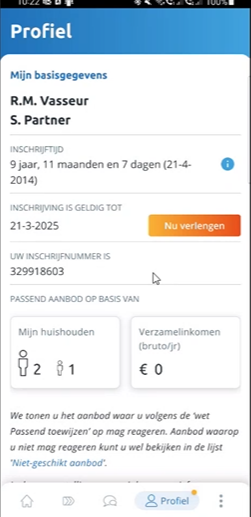 10:22
100%
Profiel
Mijn basisgegevens
R.M. Vasseur
S. Partner
INSCHRIJFTIJD
9 jaar, 11 maanden en 7 dagen (21-4-
2014)
INSCHRIJVING IS GELDIG TOT
21-3-2025
Nu verlengen
UW INSCHRIJFNUMMER IS
329918603
PASSEND AANBOD OP BASIS VAN
Mijn huishouden
2 1
Verzamelinkomen
(bruto/jr)
€ 0
We tonen u het aanbod waar u volgens de 'wet
Passend toewijzen' op mag reageren. Aanbod waarop
u niet mag reageren kunt u wel bekijken in de lijst
'Niet-geschikt aanbod'.
Profiel